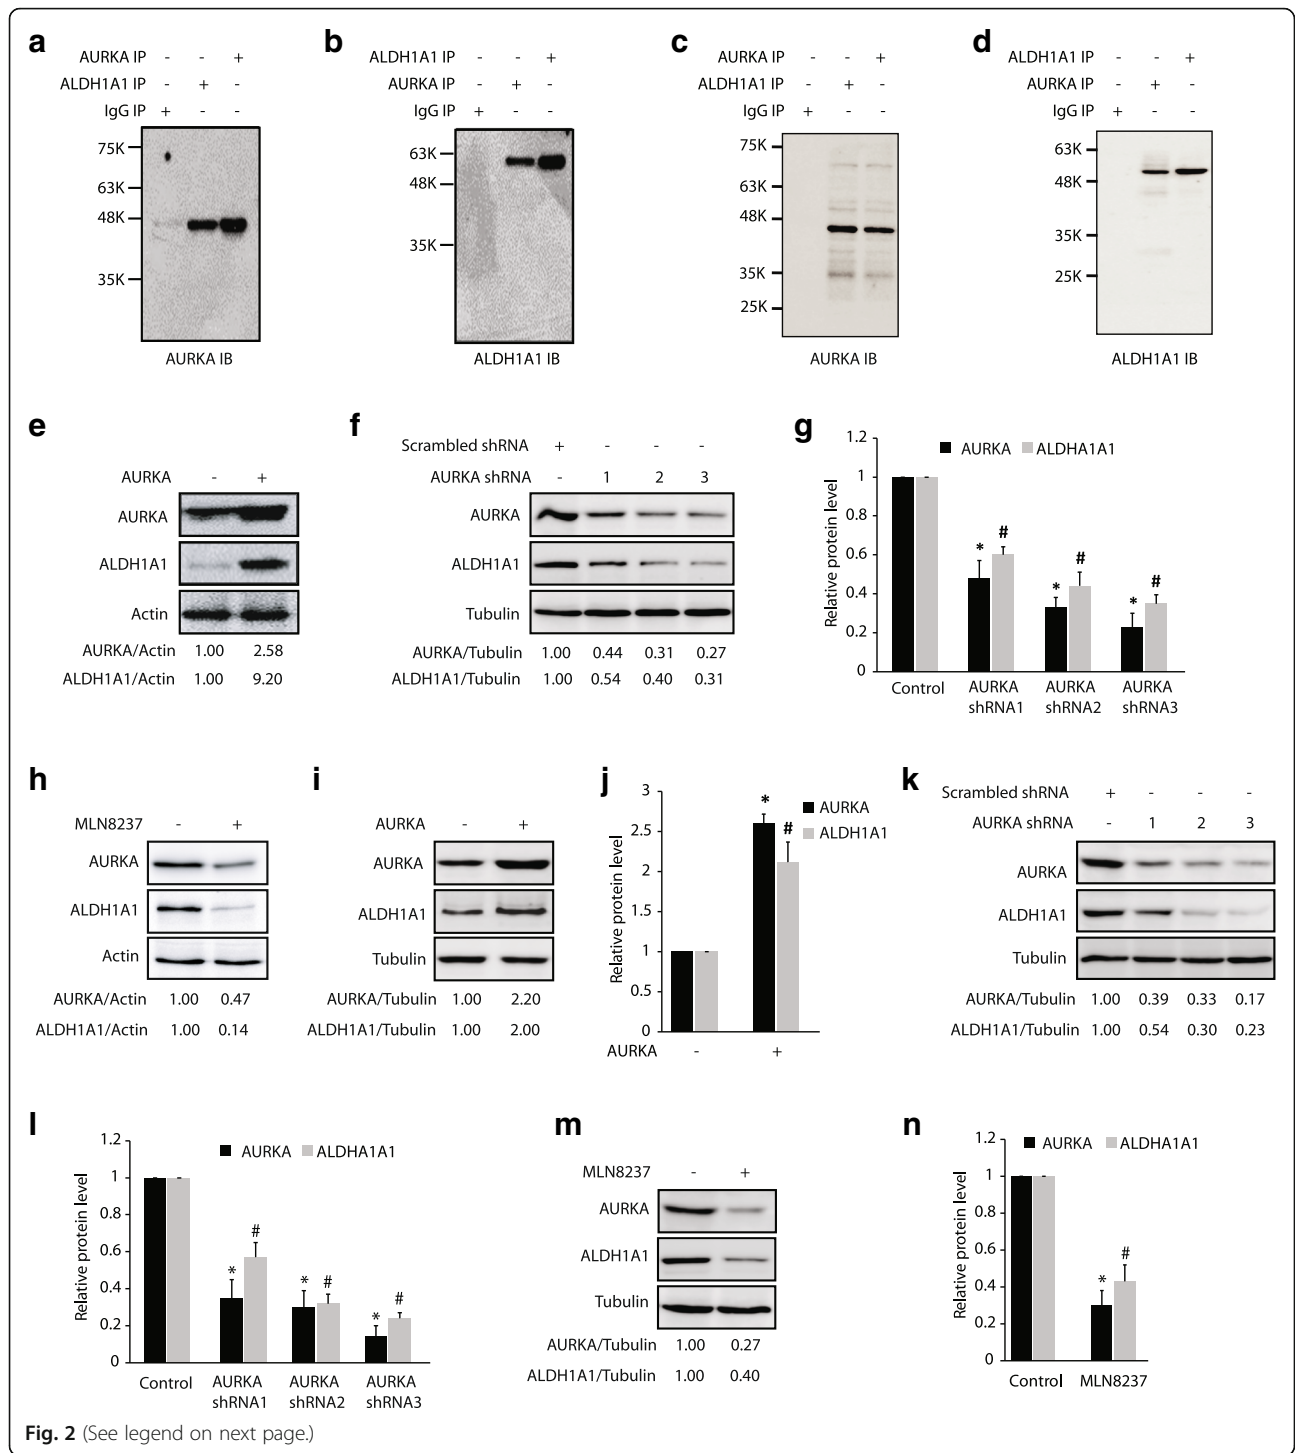 a
AURKA IP - - +
ALDH1A1 IP - + -
IgG IP + - -
75K
63K
48K
35K
AURKA IB
b
ALDH1A1 IP - - +
AURKA IP - + -
IgG IP + - -
63K
48K
35K
ALDH1A1 IB
c
AURKA IP - - +
ALDH1A1 IP - + -
IgG IP + - -
75K
63K
48K
35K
25K
AURKA IB
d
ALDH1A1 IP - - +
AURKA IP - + -
IgG IP + - -
63K
48K
35K
25K
ALDH1A1 IB
e
AURKA - +
AURKA
ALDH1A1
Actin
AURKA/Actin 1.00 2.58
ALDH1A1/Actin 1.00 9.20
f
Scrambled shRNA + - - -
AURKA shRNA - 1 2 3
AURKA
ALDH1A1
Tubulin
AURKA/Tubulin 1.00 0.44 0.31 0.27
ALDH1A1/Tubulin 1.00 0.54 0.40 0.31
g
AURKA ALDHA1A1
Relative protein level
1.2
1
0.8
0.6
0.4
0.2
0
* # * # * #
Control AURKA shRNA1 AURKA shRNA2 AURKA shRNA3
h
MLN8237 - +
AURKA
ALDH1A1
Actin
AURKA/Actin 1.00 0.47
ALDH1A1/Actin 1.00 0.14
i
AURKA - +
AURKA
ALDH1A1
Tubulin
AURKA/Tubulin 1.00 2.20
ALDH1A1/Tubulin 1.00 2.00
j
AURKA
ALDH1A1
Relative protein level
3
2.5
2
1.5
1
0.5
0
* #
AURKA - +
k
Scrambled shRNA + - - -
AURKA shRNA - 1 2 3
AURKA
ALDH1A1
Tubulin
AURKA/Tubulin 1.00 0.39 0.33 0.17
ALDH1A1/Tubulin 1.00 0.54 0.30 0.23
l
AURKA ALDHA1A1
Relative protein level
1.2
1
0.8
0.6
0.4
0.2
0
* # * # * #
Control AURKA shRNA1 AURKA shRNA2 AURKA shRNA3
m
MLN8237 - +
AURKA
ALDH1A1
Tubulin
AURKA/Tubulin 1.00 0.27
ALDH1A1/Tubulin 1.00 0.40
n
AURKA ALDHA1A1
Relative protein level
1.2
1
0.8
0.6
0.4
0.2
0
* #
Control MLN8237
Fig. 2 (See legend on next page.)